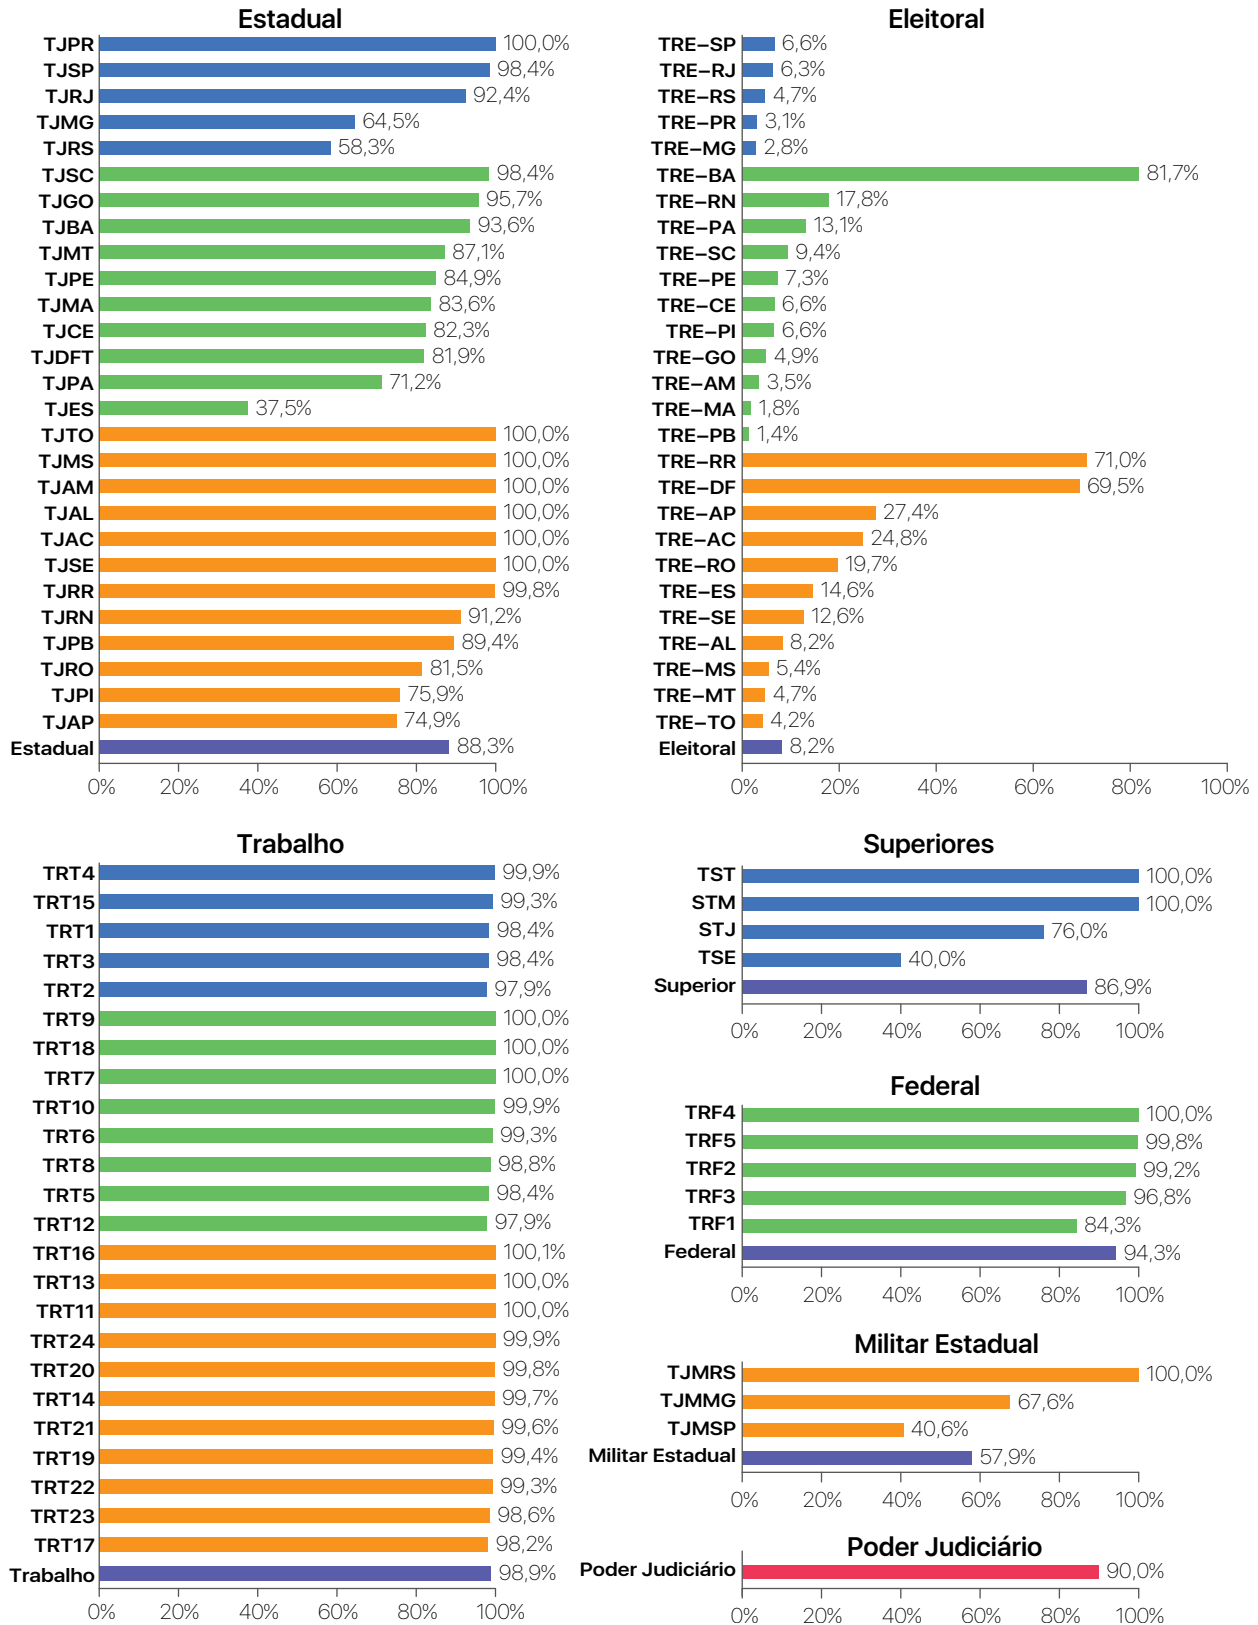 Estadual
TJPR 100,0%
TJSP 98,4%
TJRJ 92,4%
TJMG 64,5%
TJRS 58,3%
TJSC 98,4%
TJGO 95,7%
TJBA 93,6%
TJMT 87,1%
TJPE 84,9%
TJMA 83,6%
TJCE 82,3%
TJDFT 81,9%
TJPA 71,2%
TJES 37,5%
TJTO 100,0%
TJMS 100,0%
TJAM 100,0%
TJAL 100,0%
TJAC 100,0%
TJSE 100,0%
TJRR 99,8%
TJRN 91,2%
TJPB 89,4%
TJRO 81,5%
TJPI 75,9%
TJAP 74,9%
Estadual 88,3%
0% 20% 40% 60% 80% 100%
Eleitoral
TRE–SP 6,6%
TRE–RJ 6,3%
TRE–RS 4,7%
TRE–PR 3,1%
TRE–MG 2,8%
TRE–BA 81,7%
TRE–RN 17,8%
TRE–PA 13,1%
TRE–SC 9,4%
TRE–PE 7,3%
TRE–CE 6,6%
TRE–PI 6,6%
TRE–GO 4,9%
TRE–AM 3,5%
TRE–MA 1,8%
TRE–PB 1,4%
TRE–RR 71,0%
TRE–DF 69,5%
TRE–AP 27,4%
TRE–AC 24,8%
TRE–RO 19,7%
TRE–ES 14,6%
TRE–SE 12,6%
TRE–AL 8,2%
TRE–MS 5,4%
TRE–MT 4,7%
TRE–TO 4,2%
Eleitoral 8,2%
0% 20% 40% 60% 80% 100%
Trabalho
TRT4 99,9%
TRT15 99,3%
TRT1 98,4%
TRT3 98,4%
TRT2 97,9%
TRT9 100,0%
TRT18 100,0%
TRT7 100,0%
TRT10 99,9%
TRT6 99,3%
TRT8 98,8%
TRT5 98,4%
TRT12 97,9%
TRT16 100,1%
TRT13 100,0%
TRT11 100,0%
TRT24 99,9%
TRT20 99,8%
TRT14 99,7%
TRT21 99,6%
TRT19 99,4%
TRT22 99,3%
TRT23 98,6%
TRT17 98,2%
Trabalho 98,9%
0% 20% 40% 60% 80% 100%
Superiores
TST 100,0%
STM 100,0%
STJ 76,0%
TSE 40,0%
Superior 86,9%
0% 20% 40% 60% 80% 100%
Federal
TRF4 100,0%
TRF5 99,8%
TRF2 99,2%
TRF3 96,8%
TRF1 84,3%
Federal 94,3%
0% 20% 40% 60% 80% 100%
Militar Estadual
TJMRS 100,0%
TJMMG 67,6%
TJMSP 40,6%
Militar Estadual 57,9%
0% 20% 40% 60% 80% 100%
Poder Judiciário
Poder Judiciário 90,0%
0% 20% 40% 60% 80% 100%